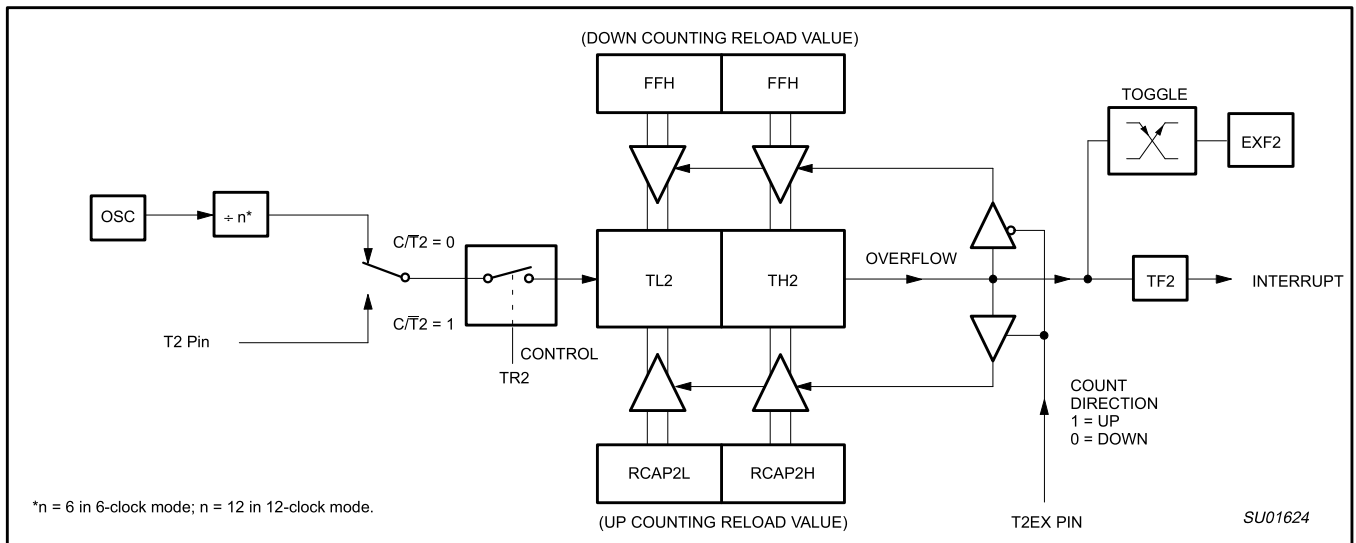 (DOWN COUNTING RELOAD VALUE)
FFH
FFH
TOGGLE
EXF2
OSC
÷ n*
C/T̅2 = 0
OVERFLOW
TL2
TH2
TF2
INTERRUPT
C/T̅2 = 1
T2 Pin
CONTROL
TR2
COUNT
DIRECTION
1 = UP
0 = DOWN
RCAP2L
RCAP2H
*n = 6 in 6-clock mode; n = 12 in 12-clock mode.
(UP COUNTING RELOAD VALUE)
T2EX PIN
SU01624